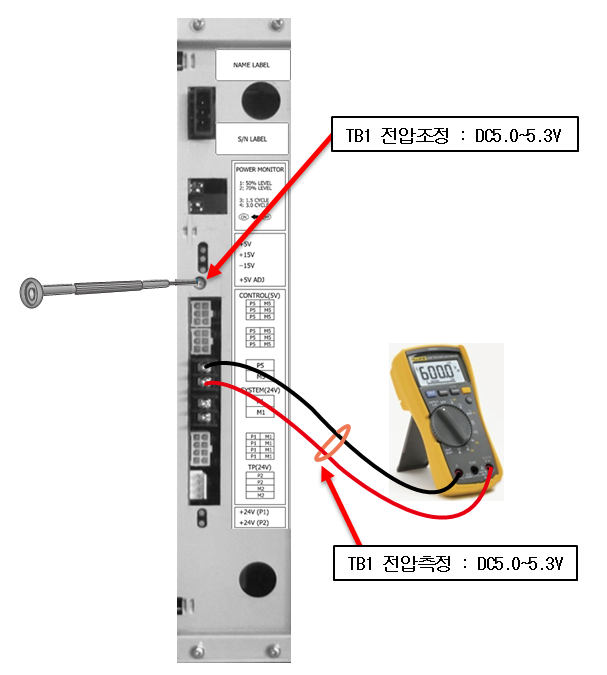 NAME LABEL
S/N LABEL
TB1 전압조정 : DC5.0~5.3V
POWER MONITOR
1: 50% LEVEL
2: 70% LEVEL
3: 1.5 CYCLE
4: 3.0 CYCLE
+5V
+15V
-15V
+5V ADJ
CONTROL(5V)
P5 M5
P5 M5
P5 M5
P5 M5
P5 M5
P5 M5
P5
SYSTEM(24V)
M1
P1 M1
P1 M1
P1 M1
P1 M1
TP(24V)
P2
P2
M2
M2
+24V (P1)
+24V (P2)
FLUKE
600.0
TB1 전압측정 : DC5.0~5.3V